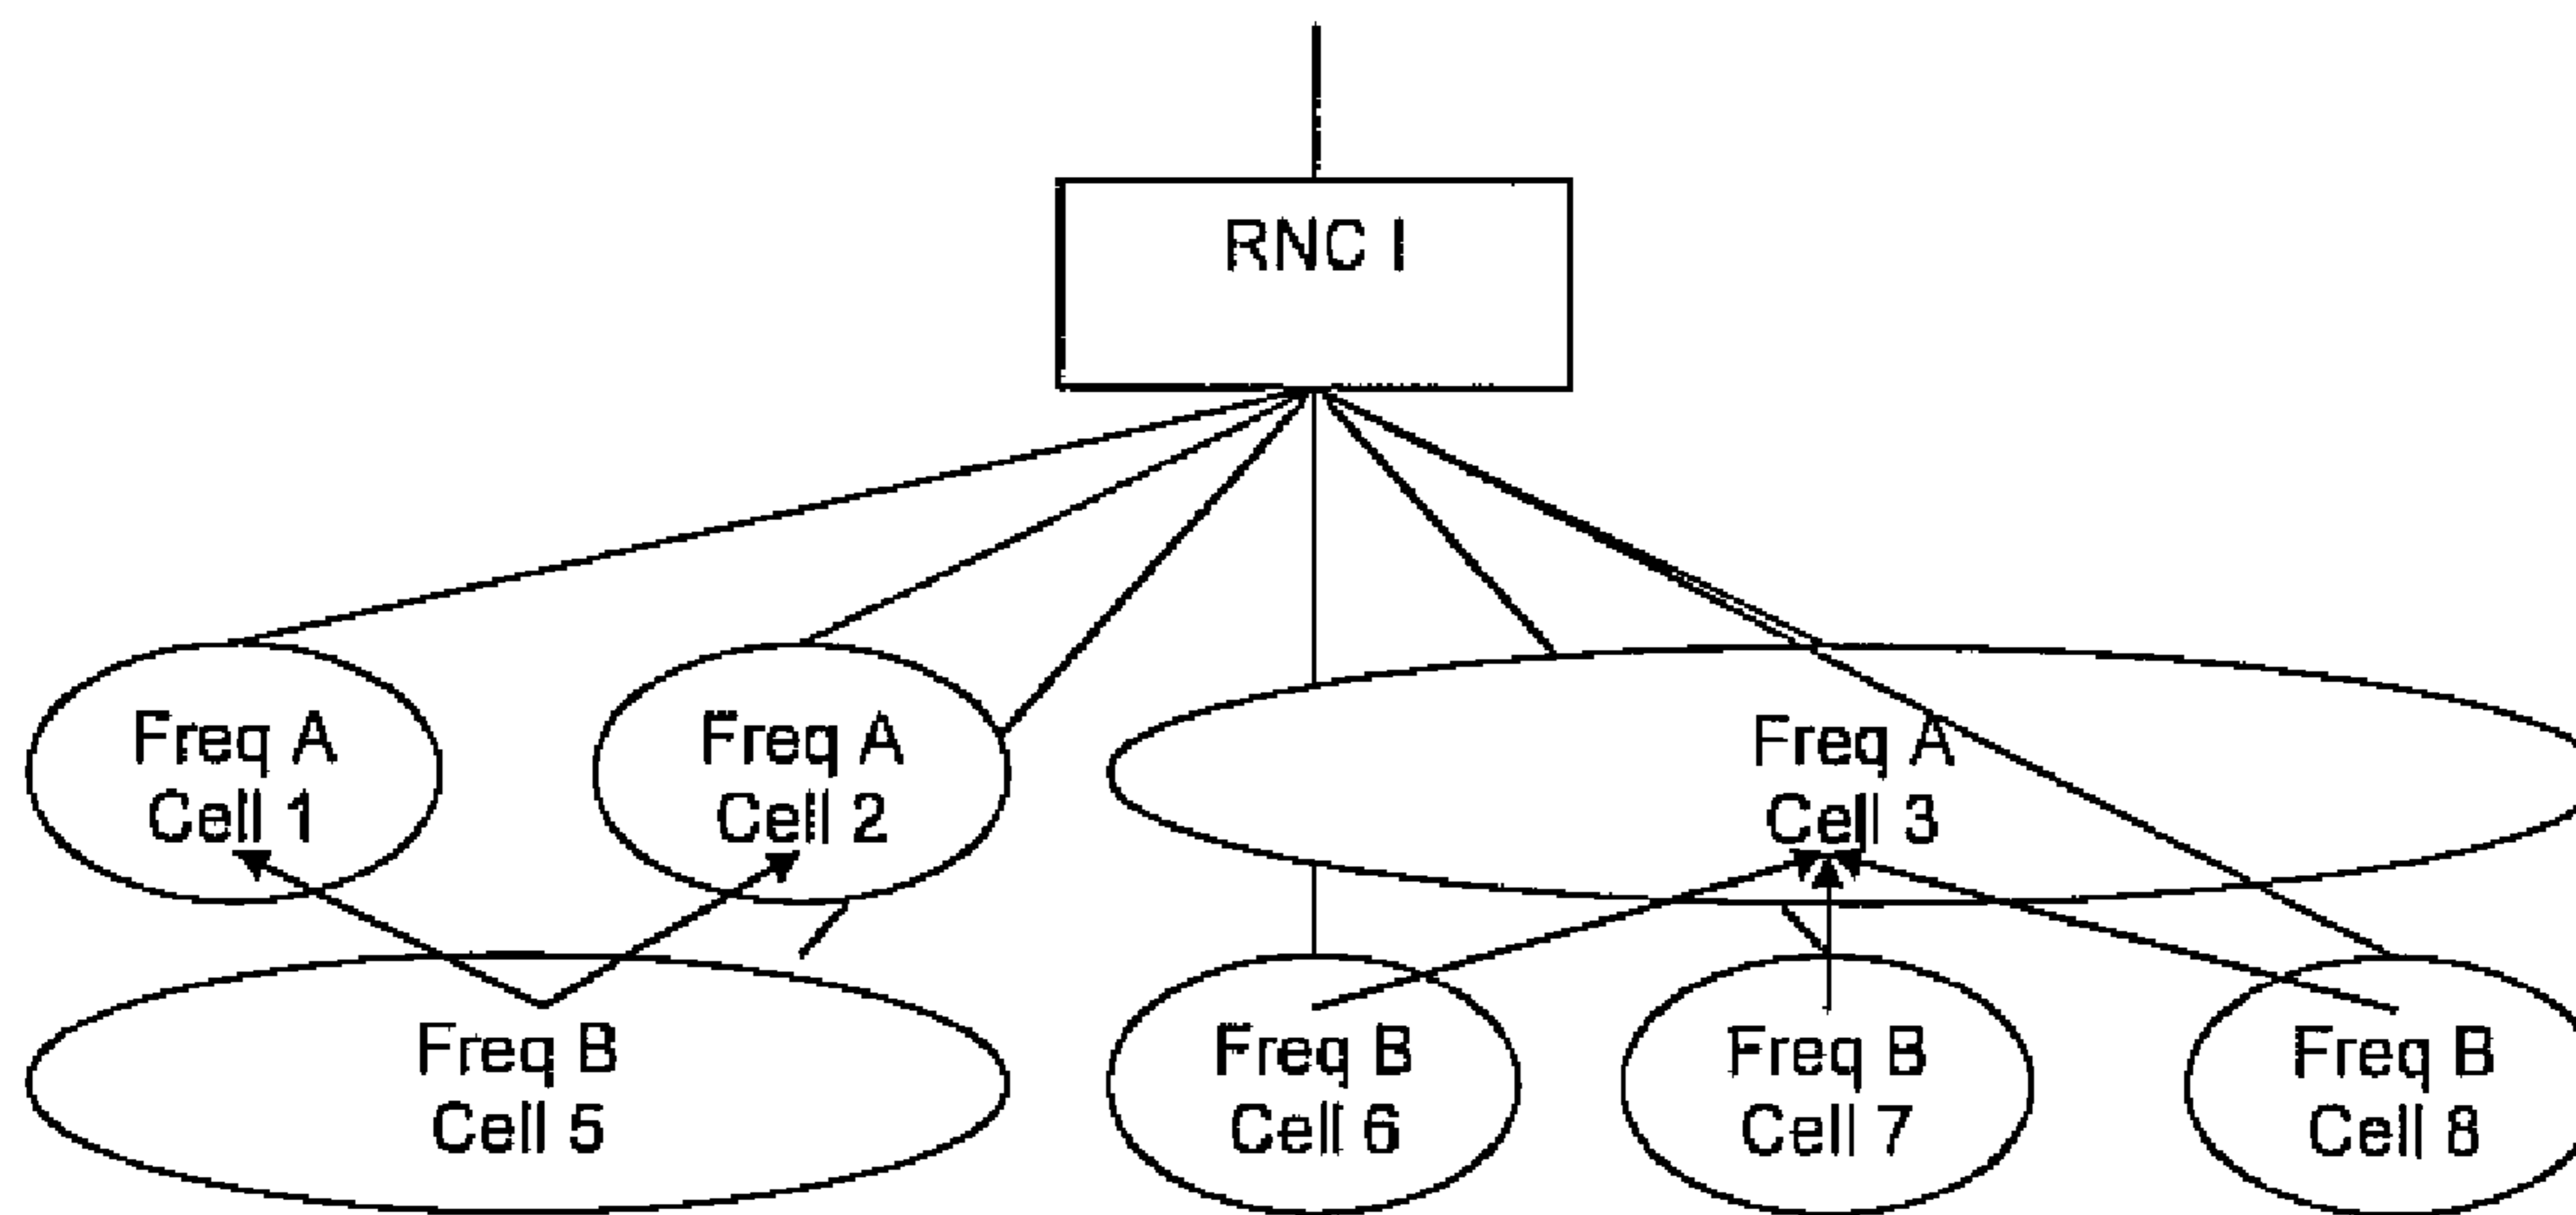 RNC I
Freq A
Cell 1
Freq A
Cell 2
Freq A
Cell 3
Freq B
Cell 5
Freq B
Cell 6
Freq B
Cell 7
Freq B
Cell 8